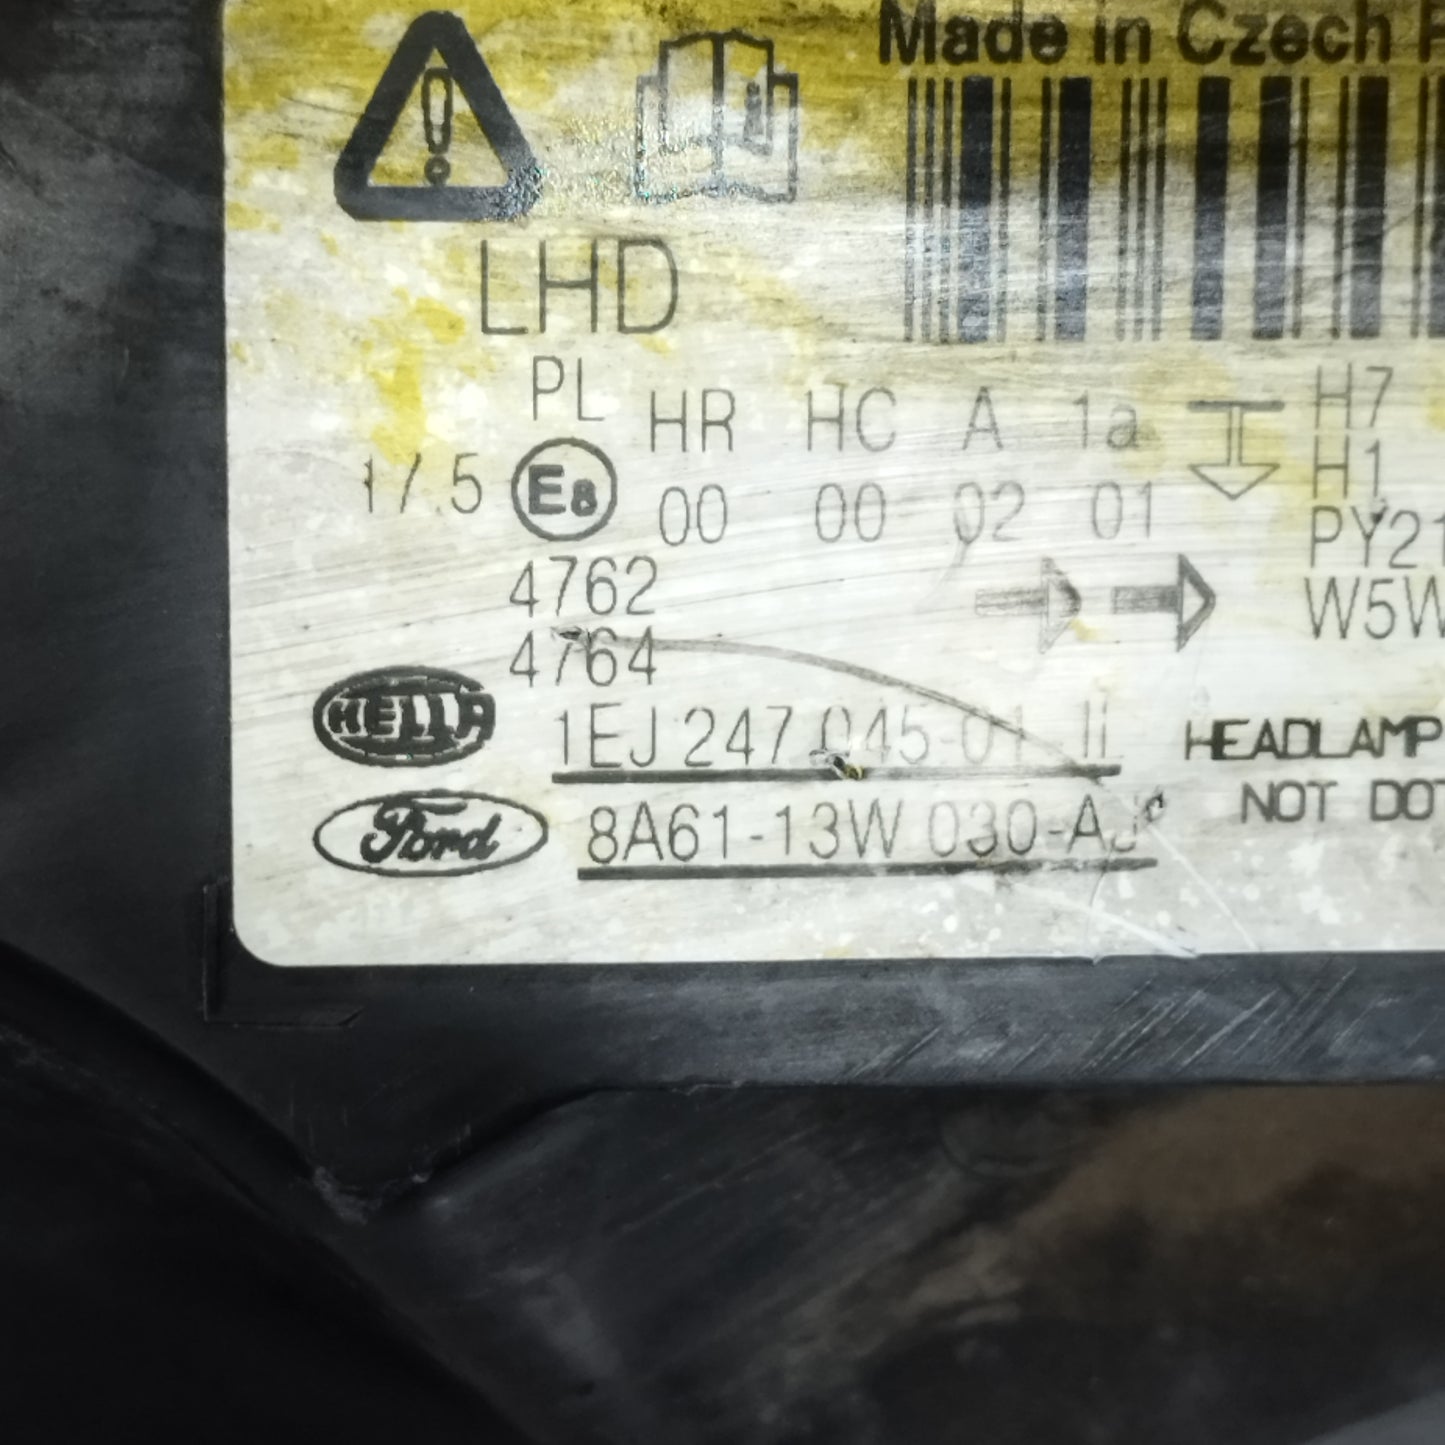 Made in Czech
LHD
PL HR HC A 1a H7
17.5 E8 00 00 02 01 H1
4762 PY21
4764 W5W
HELLA 1EJ 247 045-01 HEADLAMP
Ford 8A61-13W 030-A NOT DOT